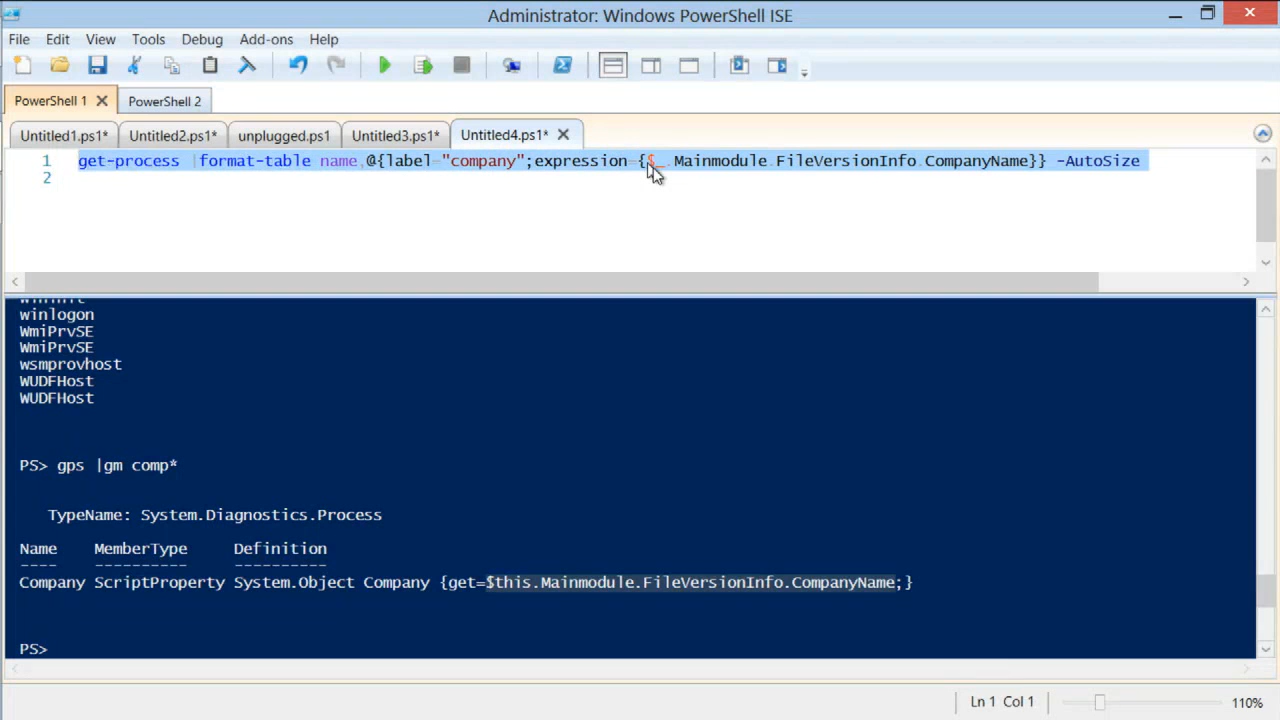 Administrator: Windows PowerShell ISE
File Edit View Tools Debug Add-ons Help
PowerShell 1 PowerShell 2
Untitled1.ps1* Untitled2.ps1* unplugged.ps1 Untitled3.ps1* Untitled4.ps1*
1 get-process |format-table name,@{label="company";expression={$_.Mainmodule.FileVersionInfo.CompanyName}} -AutoSize
2
wininit
winlogon
WmiPrvSE
WmiPrvSE
wsmprovhost
WUDFHost
WUDFHost
PS> gps |gm comp*
TypeName: System.Diagnostics.Process
Name MemberType Definition
---- ---------- ----------
Company ScriptProperty System.Object Company {get=$this.Mainmodule.FileVersionInfo.CompanyName;}
PS>
Ln 1 Col 1 110%